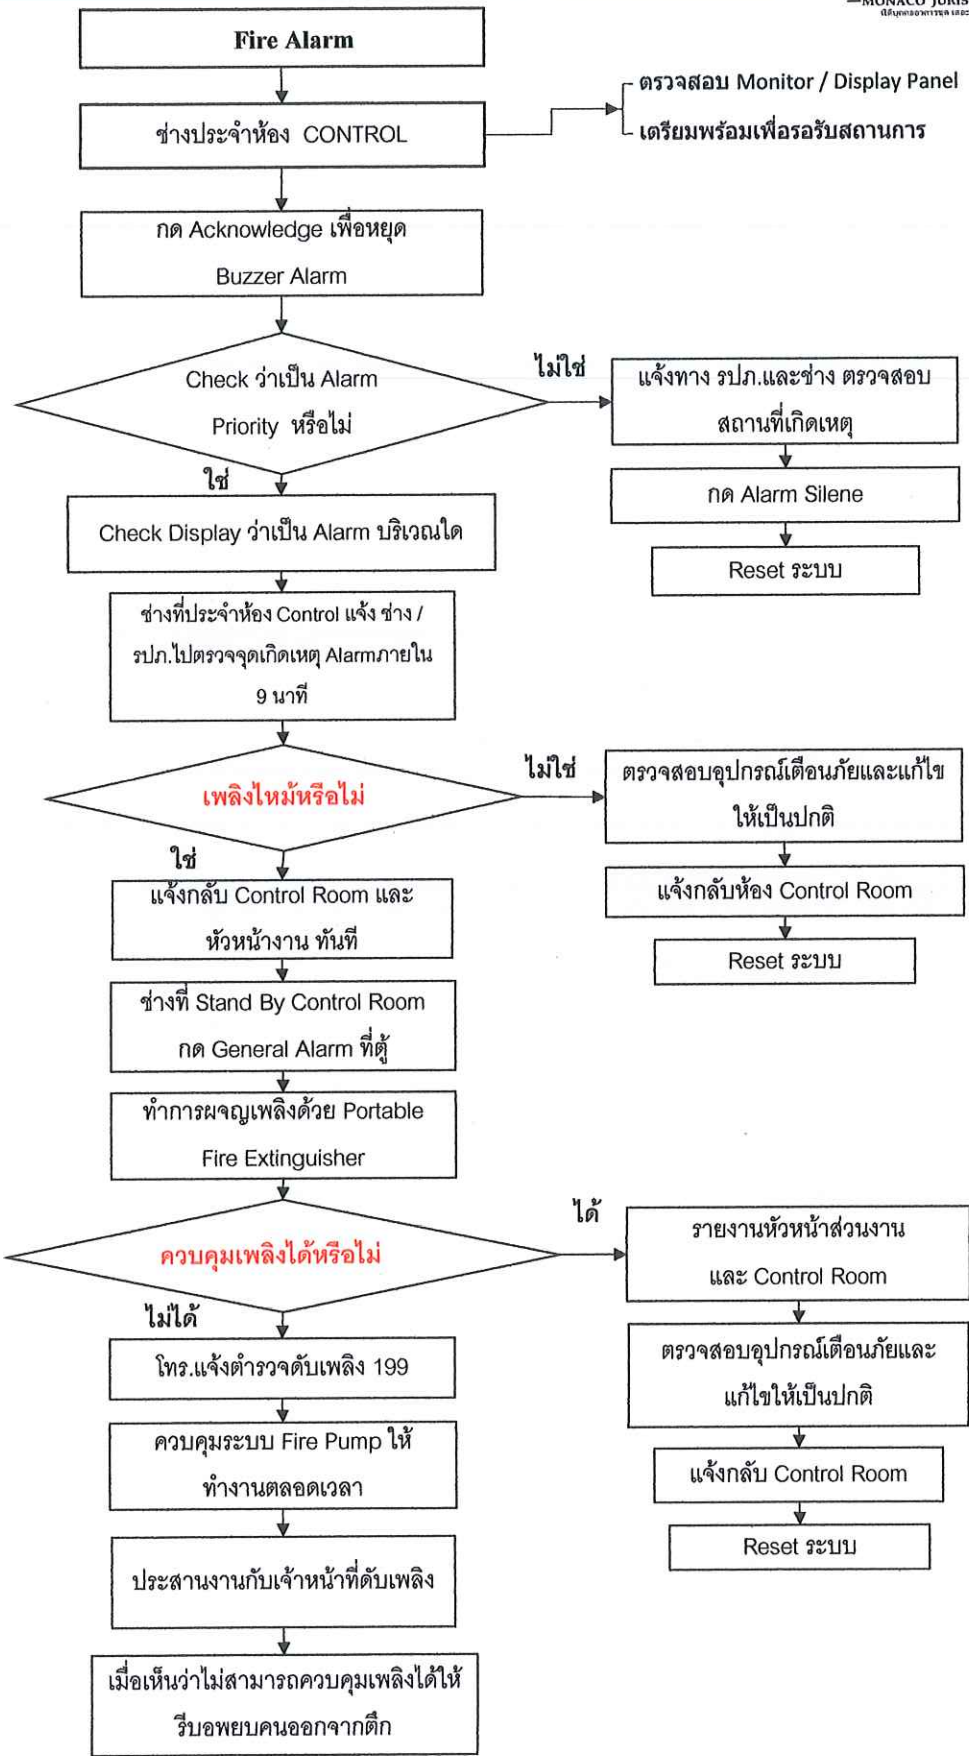 MONACO JURIS
Fire Alarm
ช่างประจำห้อง CONTROL
ตรวจสอบ Monitor / Display Panel
เตรียมพร้อมเพื่อรอรับสถานการ
กด Acknowledge เพื่อหยุด
Buzzer Alarm
Check ว่าเป็น Alarm
Priority หรือไม่
ไม่ใช่
แจ้งทาง รปภ.และช่าง ตรวจสอบ
สถานที่เกิดเหตุ
กด Alarm Silene
Reset ระบบ
ใช่
Check Display ว่าเป็น Alarm บริเวณใด
ช่างที่ประจำห้อง Control แจ้ง ช่าง /
รปภ.ไปตรวจจุดเกิดเหตุ Alarmภายใน
9 นาที
เพลิงไหม้หรือไม่
ไม่ใช่
ตรวจสอบอุปกรณ์เตือนภัยและแก้ไข
ให้เป็นปกติ
แจ้งกลับห้อง Control Room
Reset ระบบ
ใช่
แจ้งกลับ Control Room และ
หัวหน้างาน ทันที
ช่างที่ Stand By Control Room
กด General Alarm ที่ตู้
ทำการผจญเพลิงด้วย Portable
Fire Extinguisher
ควบคุมเพลิงได้หรือไม่
ได้
รายงานหัวหน้าส่วนงาน
และ Control Room
ตรวจสอบอุปกรณ์เตือนภัยและ
แก้ไขให้เป็นปกติ
แจ้งกลับ Control Room
Reset ระบบ
ไม่ได้
โทร.แจ้งตำรวจดับเพลิง 199
ควบคุมระบบ Fire Pump ให้
ทำงานตลอดเวลา
ประสานงานกับเจ้าหน้าที่ดับเพลิง
เมื่อเห็นว่าไม่สามารถควบคุมเพลิงได้ให้
รีบอพยบคนออกจากตึก